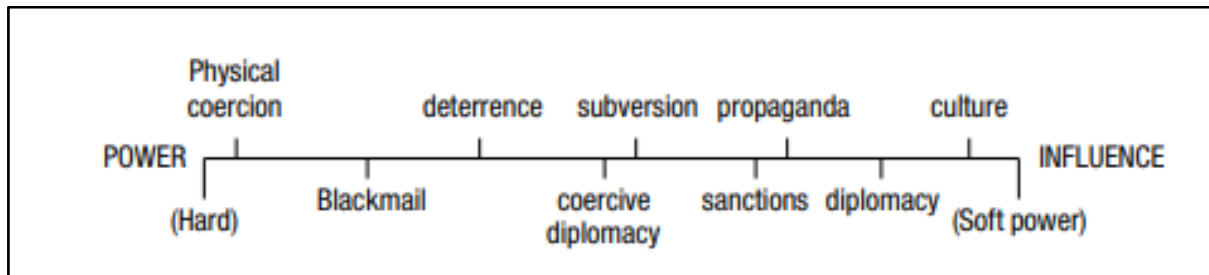 Physical
coercion
deterrence
subversion
propaganda
culture
POWER
INFLUENCE
(Hard)
Blackmail
coercive
diplomacy
sanctions
diplomacy
(Soft power)